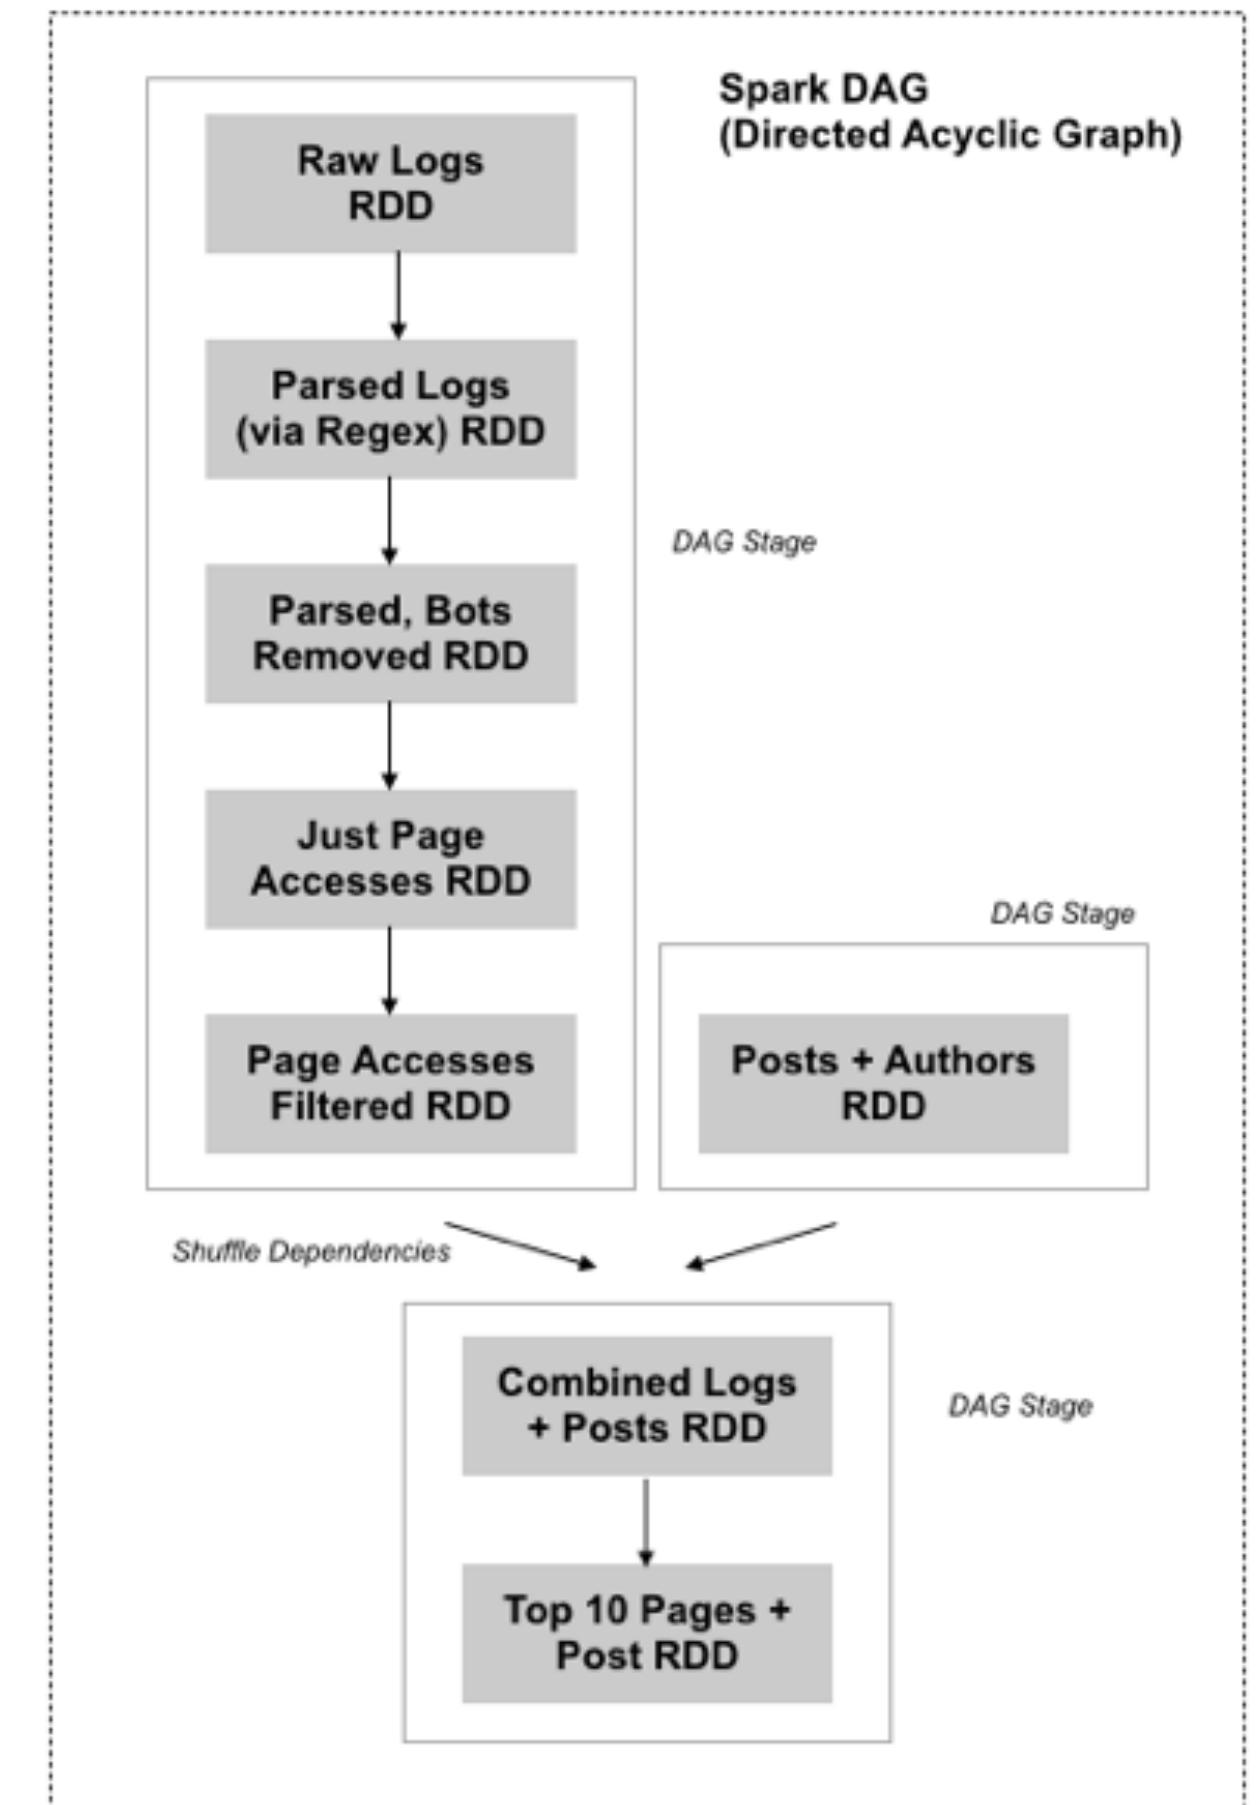 Spark DAG
(Directed Acyclic Graph)
Raw Logs
RDD
Parsed Logs
(via Regex) RDD
DAG Stage
Parsed, Bots
Removed RDD
Just Page
Accesses RDD
DAG Stage
Page Accesses
Filtered RDD
Posts + Authors
RDD
Shuffle Dependencies
Combined Logs
+ Posts RDD
DAG Stage
Top 10 Pages +
Post RDD